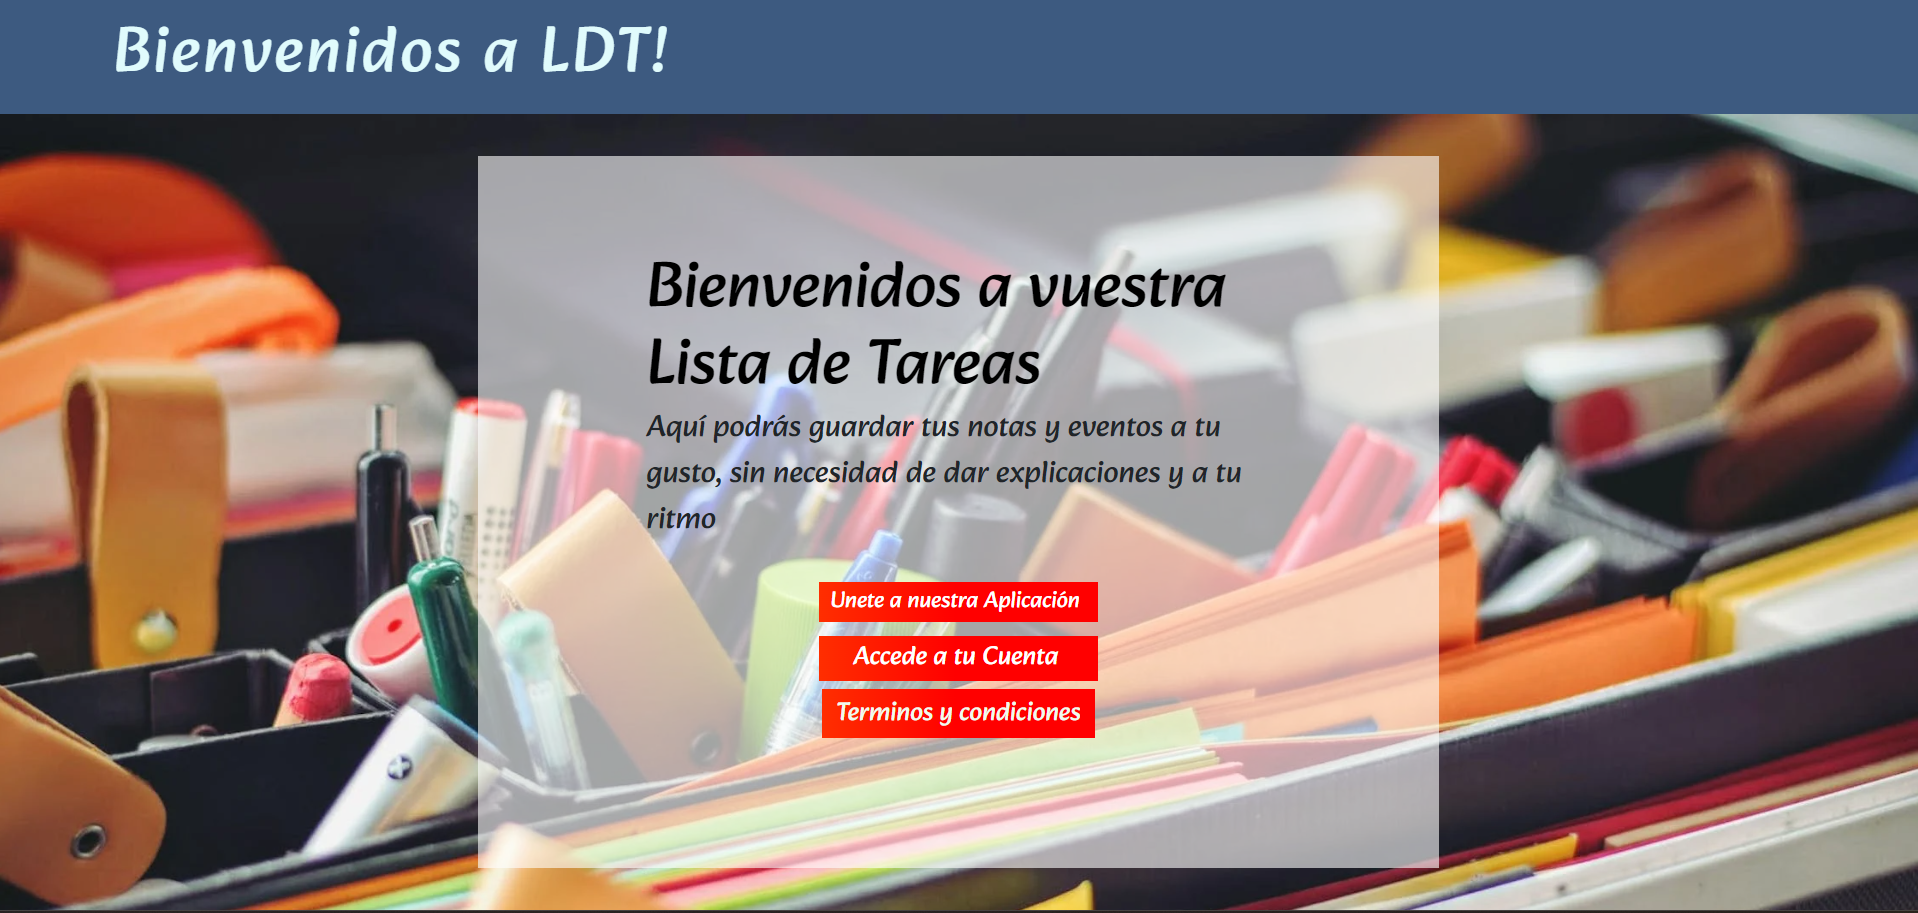 Bienvenidos a LDT!
Bienvenidos a vuestra
Lista de Tareas
Aquí podrás guardar tus notas y eventos a tu
gusto, sin necesidad de dar explicaciones y a tu
ritmo
Unete a nuestra Aplicación
Accede a tu Cuenta
Terminos y condiciones